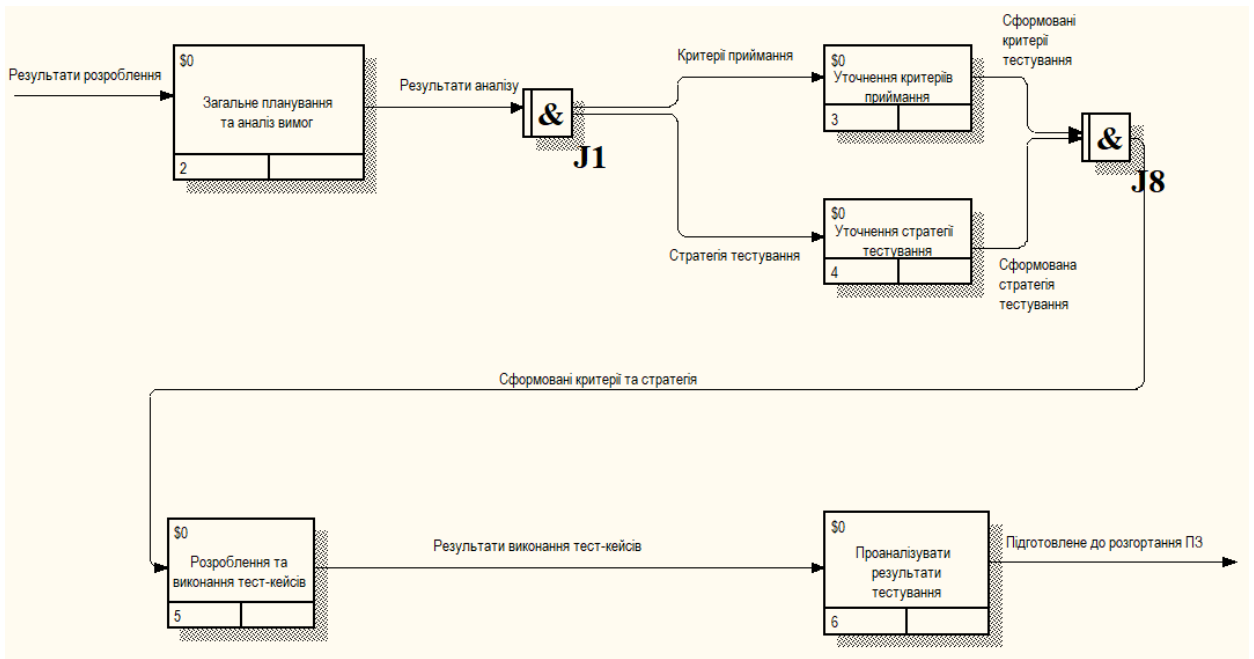 Результати розроблення
$0
Загальне планування
та аналіз вимог
2
Результати аналізу
&
J1
Критерії приймання
$0
Уточнення критеріїв
приймання
3
Сформовані
критерії
тестування
&
J8
Стратегія тестування
$0
Уточнення стратегії
тестування
4
Сформована
стратегія
тестування
Сформовані критерії та стратегія
$0
Розроблення та
виконання тест-кейсів
5
Результати виконання тест-кейсів
$0
Проаналізувати
результати
тестування
6
Підготовлене до розгортання ПЗ